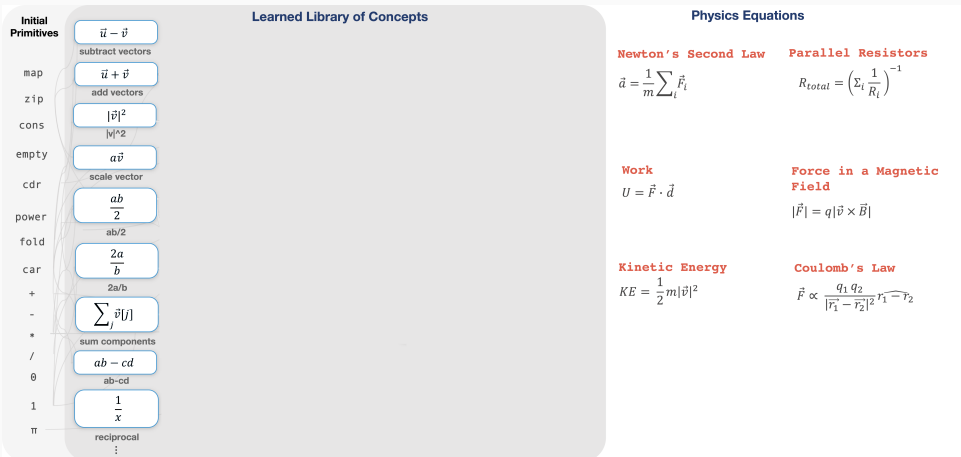 Initial
Primitives
map
zip
cons
empty
cdr
power
fold
car
+
-
*
/
0
1
π
Learned Library of Concepts
u⃗ − v⃗
subtract vectors
u⃗ + v⃗
add vectors
|v⃗|²
|v|^2
av⃗
scale vector
ab/2
ab/2
2a/b
2a/b
∑ⱼ v⃗[j]
sum components
ab − cd
ab-cd
1/x
reciprocal
⋮
Physics Equations
Newton's Second Law
a⃗ = 1/m ∑ᵢ F⃗ᵢ
Parallel Resistors
R_total = (Σᵢ 1/Rᵢ)⁻¹
Work
U = F⃗ · d⃗
Force in a Magnetic
Field
|F⃗| = q|v⃗ × B⃗|
Kinetic Energy
KE = 1/2 m|v⃗|²
Coulomb's Law
F⃗ ∝ q₁ q₂ / |r⃗₁ − r⃗₂|² r₁ − r₂^